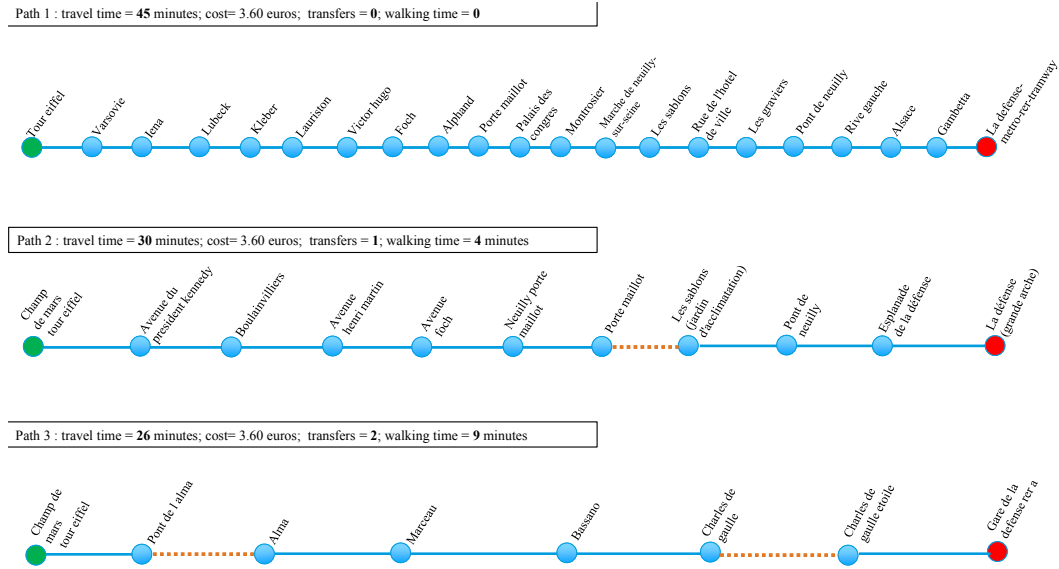 Path 1 : travel time = 45 minutes; cost= 3.60 euros; transfers = 0; walking time = 0
Tour eiffel
Varsovie
Iena
Lubeck
Kleber
Lauriston
Victor hugo
Foch
Alphand
Porte maillot
Palais des
congres
Montrosier
Marche de neuilly-
sur-seine
Les sablons
Rue de l'hotel
de ville
Les graviers
Pont de neuilly
Rive gauche
Alsace
Gambetta
La defense-
metro-rer-tramway
Path 2 : travel time = 30 minutes; cost= 3.60 euros; transfers = 1; walking time = 4 minutes
Champ
de mars
tour eiffel
Avenue du
president kennedy
Boulainvilliers
Avenue
henri martin
Avenue
foch
Neuilly porte
maillot
Porte maillot
Les sablons
(jardin
d'acclimatation)
Pont de
neuilly
Esplanade
de la défense
La défense
(grande arche)
Path 3 : travel time = 26 minutes; cost= 3.60 euros; transfers = 2; walking time = 9 minutes
Champ de
mars
tour eiffel
Pont de l alma
Alma
Marceau
Bassano
Charles de
gaulle
Charles de
gaulle etoile
Gare de la
defense rer a